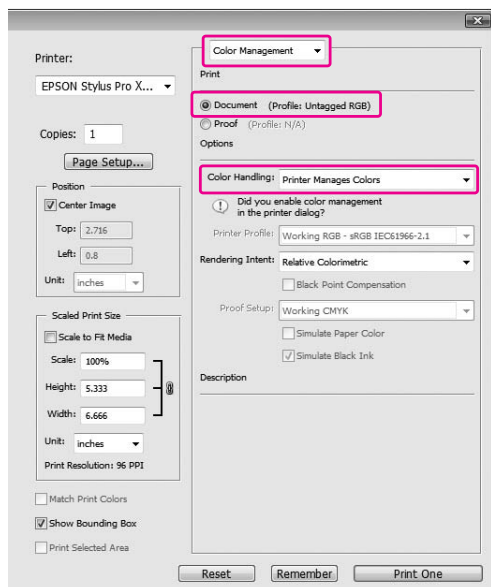 Printer:
EPSON Stylus Pro X...
Copies: 1
Page Setup...
Position
Center Image
Top: 2.716
Left: 0.8
Unit: inches
Scaled Print Size
Scale to Fit Media
Scale: 100%
Height: 5.333
Width: 6.666
Unit: inches
Print Resolution: 96 PPI
Match Print Colors
Show Bounding Box
Print Selected Area
Color Management
Print
Document (Profile: Untagged RGB)
Proof (Profile: N/A)
Options
Color Handling: Printer Manages Colors
Did you enable color management
in the printer dialog?
Printer Profile: Working RGB - sRGB IEC61966-2.1
Rendering Intent: Relative Colorimetric
Black Point Compensation
Proof Setup: Working CMYK
Simulate Paper Color
Simulate Black Ink
Description
Reset Remember Print One